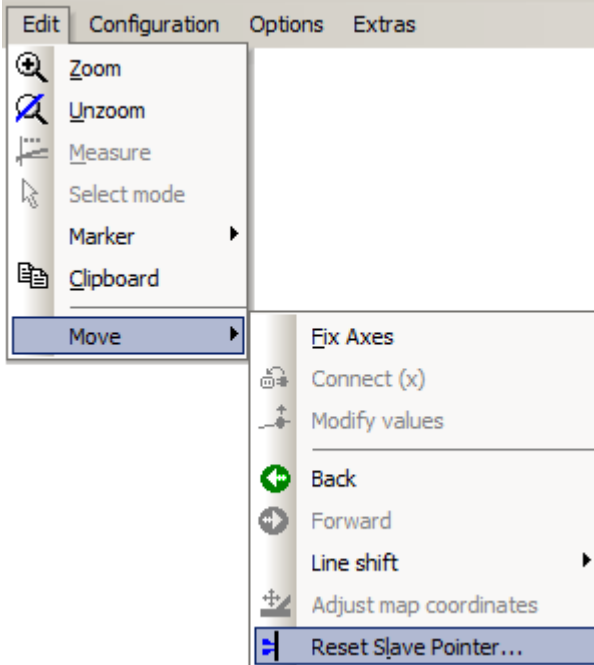 Edit Configuration Options Extras
Zoom
Unzoom
Measure
Select mode
Marker
Clipboard
Move
Fix Axes
Connect (x)
Modify values
Back
Forward
Line shift
Adjust map coordinates
Reset Slave Pointer...